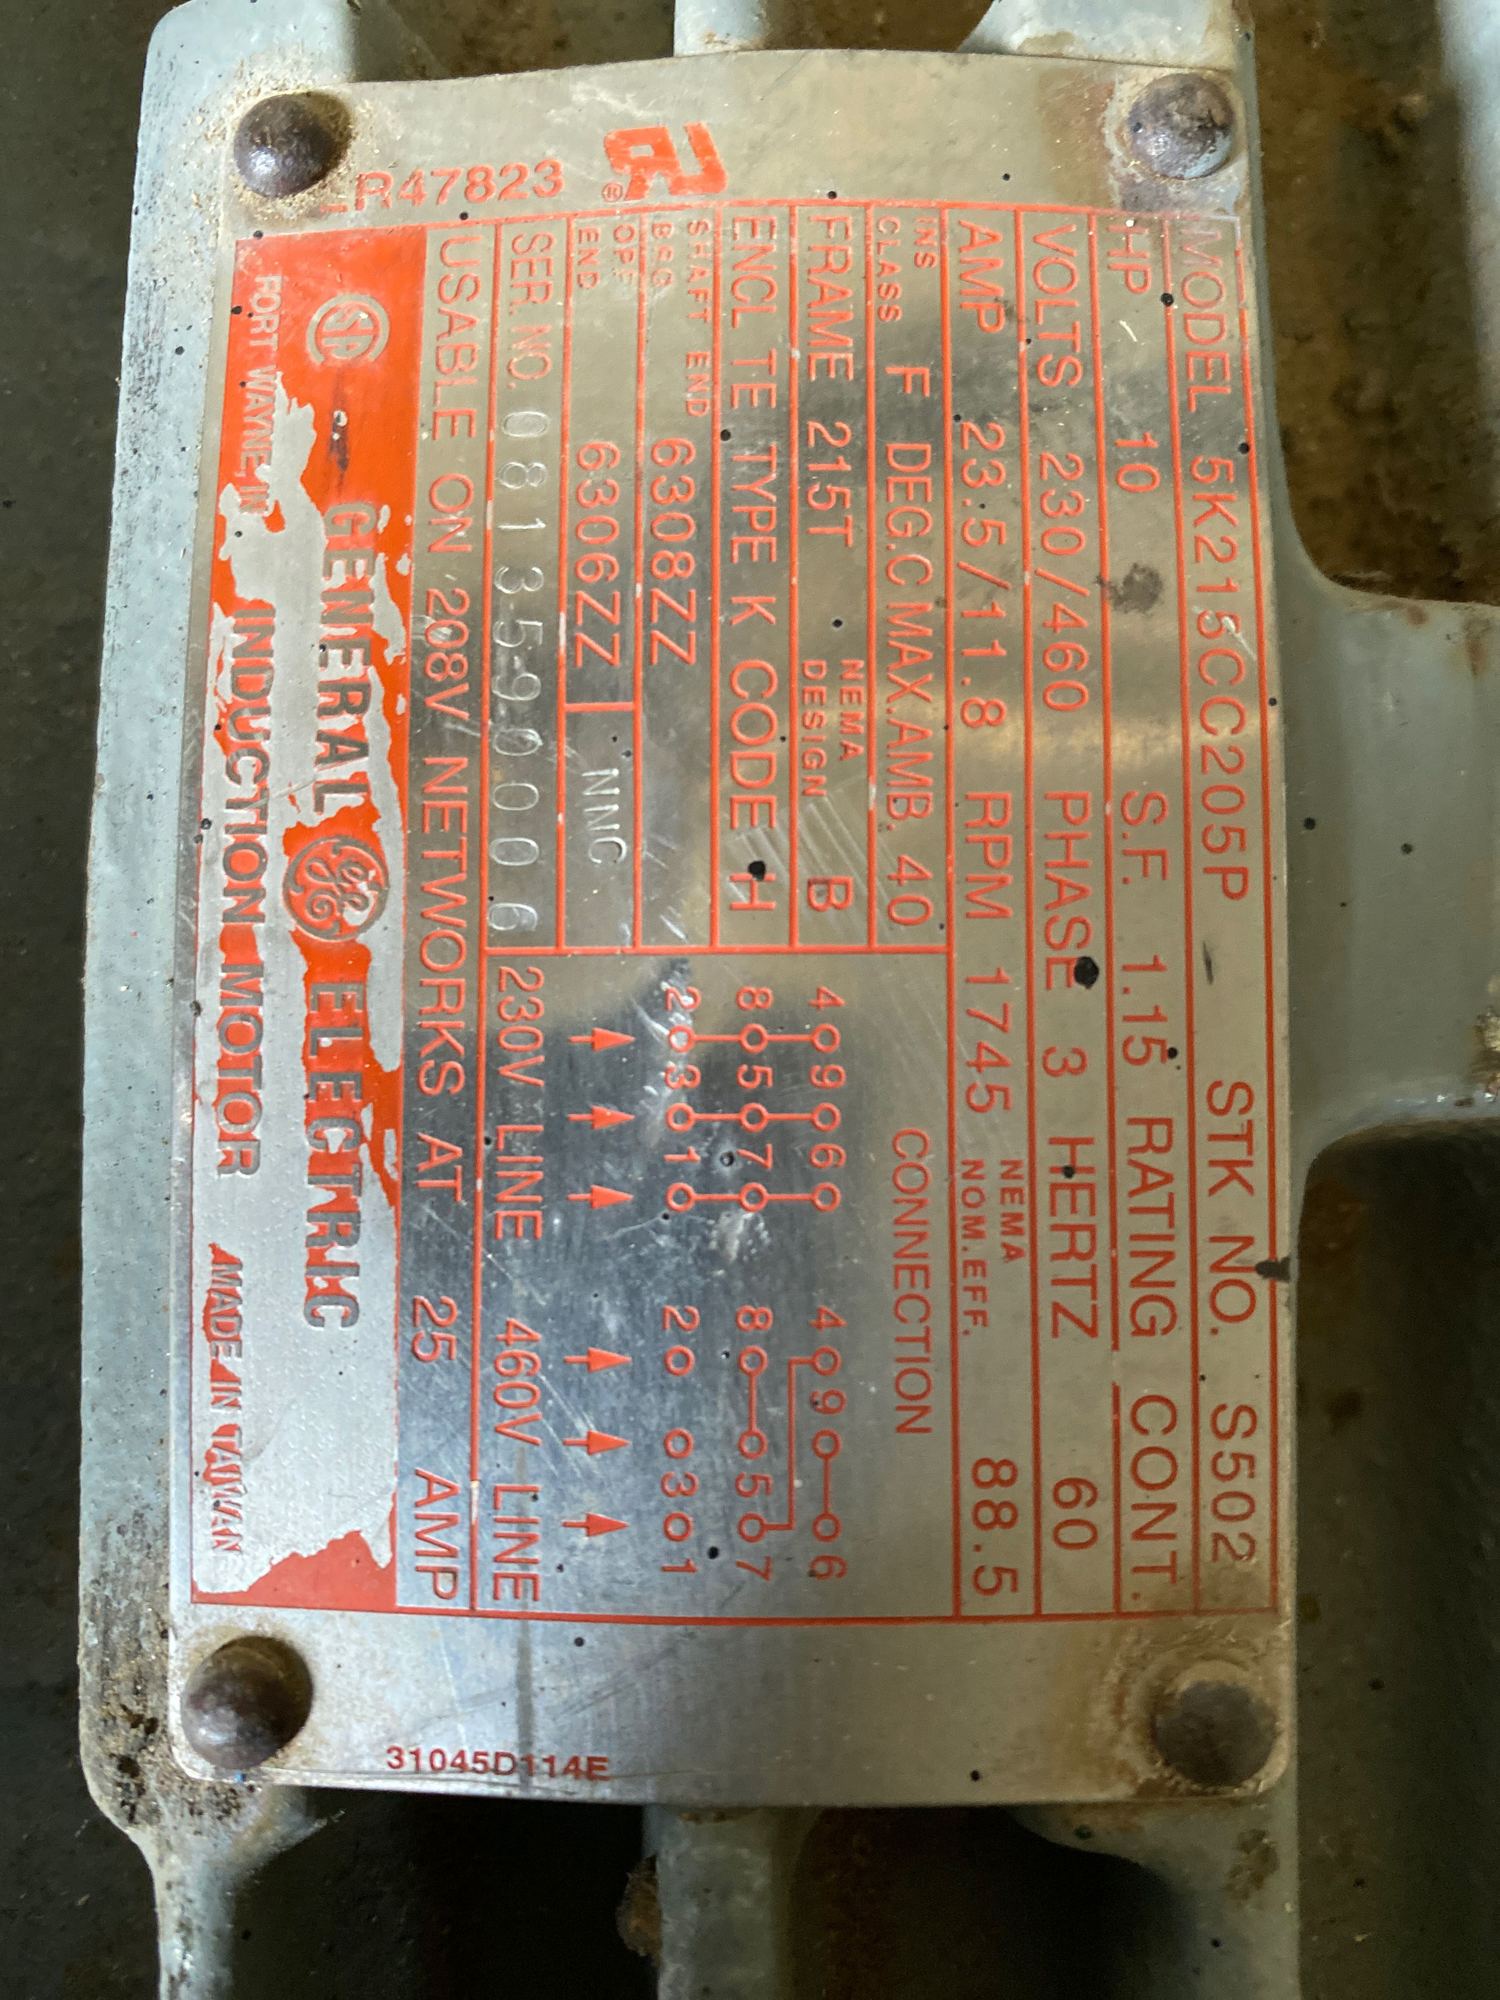 MODEL 5K215CC205P STK NO. S502
HP 10 S.F. 1.15 RATING CONT.
VOLTS 230/460 PHASE 3 HERTZ 60
AMP 23.5/11.8 RPM 1745 NEMA NOM.EFF. 88.5
INS CLASS F DEG.C MAX.AMB. 40
FRAME 215T NEMA DESIGN B
ENCL TE TYPE K CODE H
SHAFT END BRG 6308ZZ
OPP END 6306ZZ NNC
SER. NO. 081359006
CONNECTION
4 9 6 4 9 6
8 5 7 8 5 7
2 3 1 2 3 1
230V LINE 460V LINE
USABLE ON 208V NETWORKS AT 25 AMP
GENERAL GE ELECTRIC
FORT WAYNE, IN INDUCTION MOTOR MADE IN TAIWAN
LR47823
31045D114E